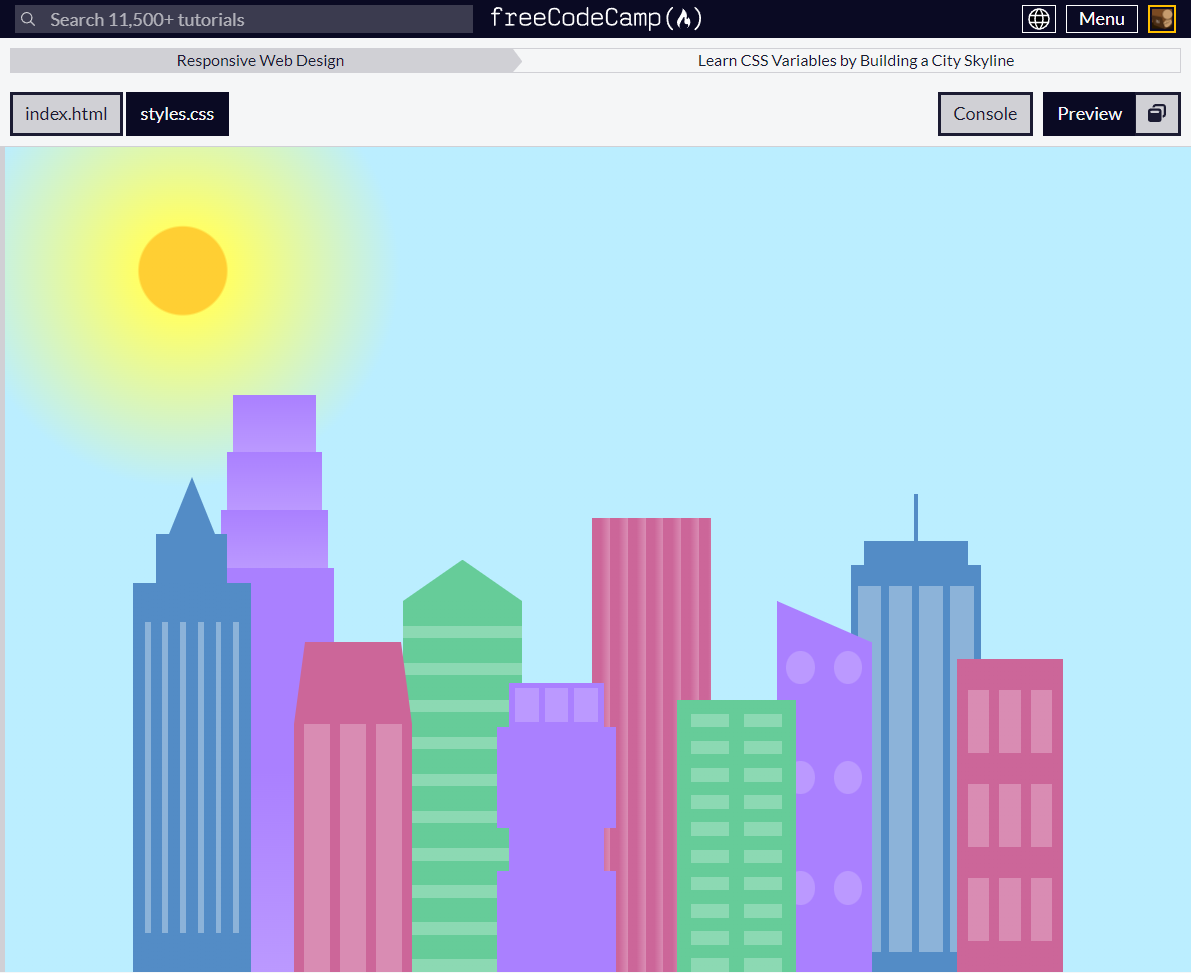 Search 11,500+ tutorials
freeCodeCamp
Menu
Responsive Web Design
Learn CSS Variables by Building a City Skyline
index.html
styles.css
Console
Preview